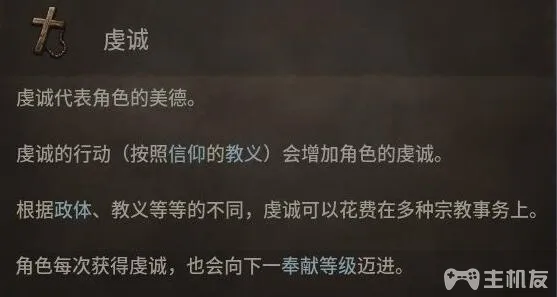 虔诚
虔诚代表角色的美德。
虔诚的行动（按照信仰的教义）会增加角色的虔诚。
根据政体、教义等等的不同，虔诚可以花费在多种宗教事务上。
角色每次获得虔诚，也会向下一奉献等级迈进。
主机友